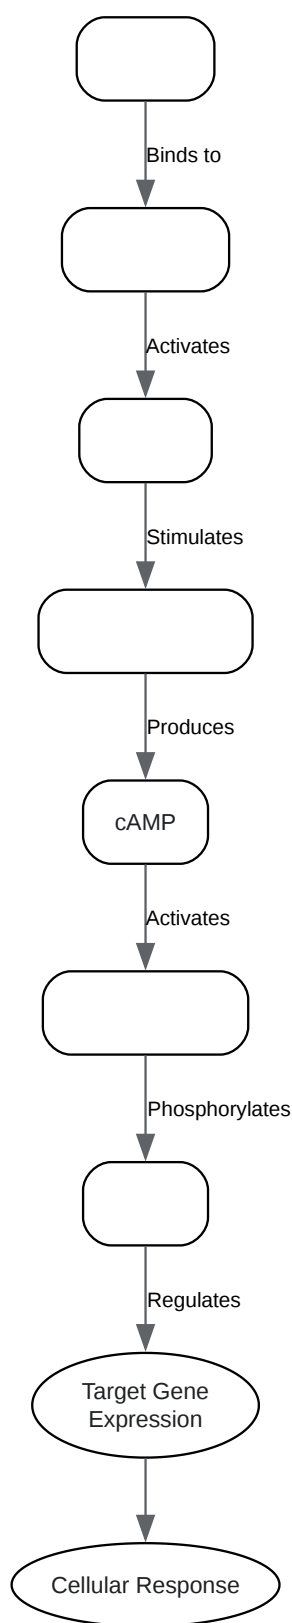 Binds to
Activates
Stimulates
Produces
cAMP
Activates
Phosphorylates
Regulates
Target Gene
Expression
Cellular Response